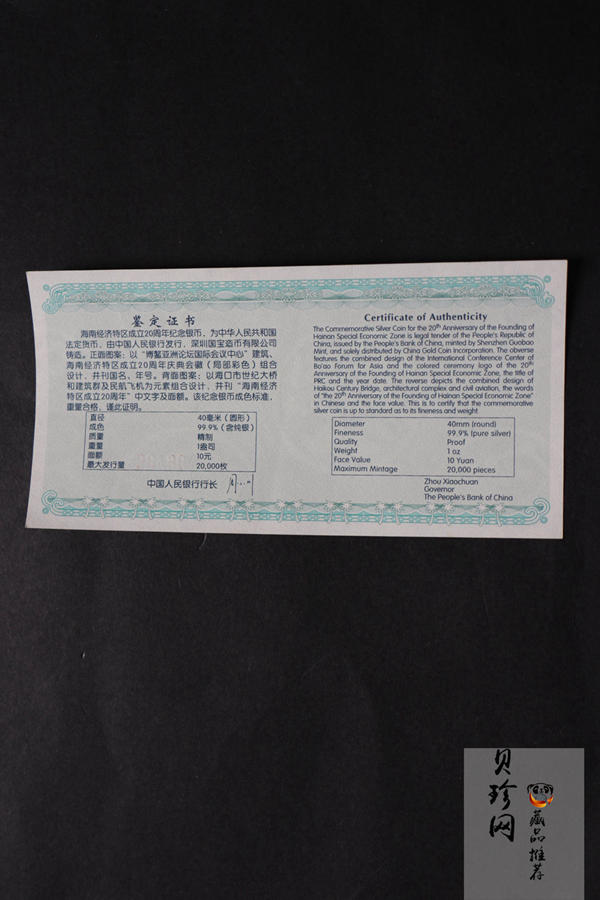 鉴定证书
海南经济特区成立20周年纪念银币，为中华人民共和国
法定货币，由中国人民银行发行，深圳国宝造币有限公司
铸造。正面图案：以“博鳌亚洲论坛国际会议中心”建筑、
海南经济特区成立20周年庆典会徽（局部彩色）组合
设计，并刊国名、年号。背面图案：以海口市世纪大桥
和建筑群及民航飞机为元素组合设计，并刊“海南经济
特区成立20周年”中文字及面额。该纪念银币成色标准，
重量合格，谨此证明。
直径 40毫米（圆形）
成色 99.9%（含纯银）
质量 精制
重量 1盎司
面额 10元
最大发行量 20,000枚
中国人民银行行长
Certificate of Authenticity
The Commemorative Silver Coin for the 20th Anniversary of the Founding of
Hainan Special Economic Zone is legal tender of the People's Republic of
China, issued by the People's Bank of China, minted by Shenzhen Guobao
Mint, and solely distributed by China Gold Coin Incorporation. The obverse
features the combined design of the International Conference Center of
Bo'ao Forum for Asia and the colored ceremony logo of the 20th
Anniversary of the Founding of Hainan Special Economic Zone, the title of
PRC and the year date. The reverse depicts the combined design of
Haikou Century Bridge, architectural complex and civil aviation, the words
of "the 20th Anniversary of the Founding of Hainan Special Economic Zone"
in Chinese and the face value. This is to certify that the commemorative
silver coin is up to standard as to its fineness and weight
Diameter 40mm (round)
Fineness 99.9% (pure silver)
Quality Proof
Weight 1 oz
Face Value 10 Yuan
Maximum Mintage 20,000 pieces
Zhou Xiaochuan
Governor
The People's Bank of China
贝珍网
藏品推荐